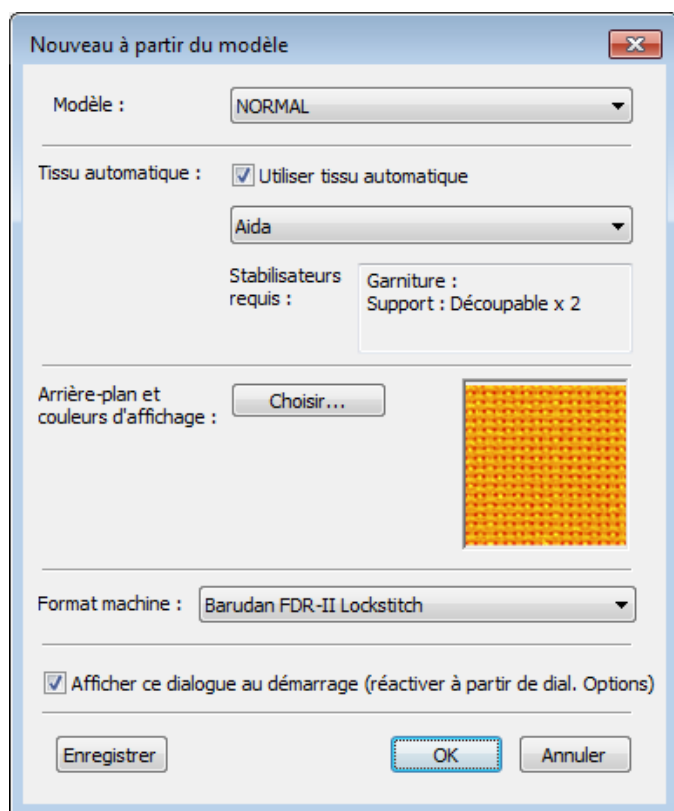 Nouveau à partir du modèle
Modèle :
NORMAL
Tissu automatique :
Utiliser tissu automatique
Aida
Stabilisateurs
requis :
Garniture :
Support : Découpable x 2
Arrière-plan et
couleurs d'affichage :
Choisir...
Format machine :
Barudan FDR-II Lockstitch
Afficher ce dialogue au démarrage (réactiver à partir de dial. Options)
Enregistrer
OK
Annuler